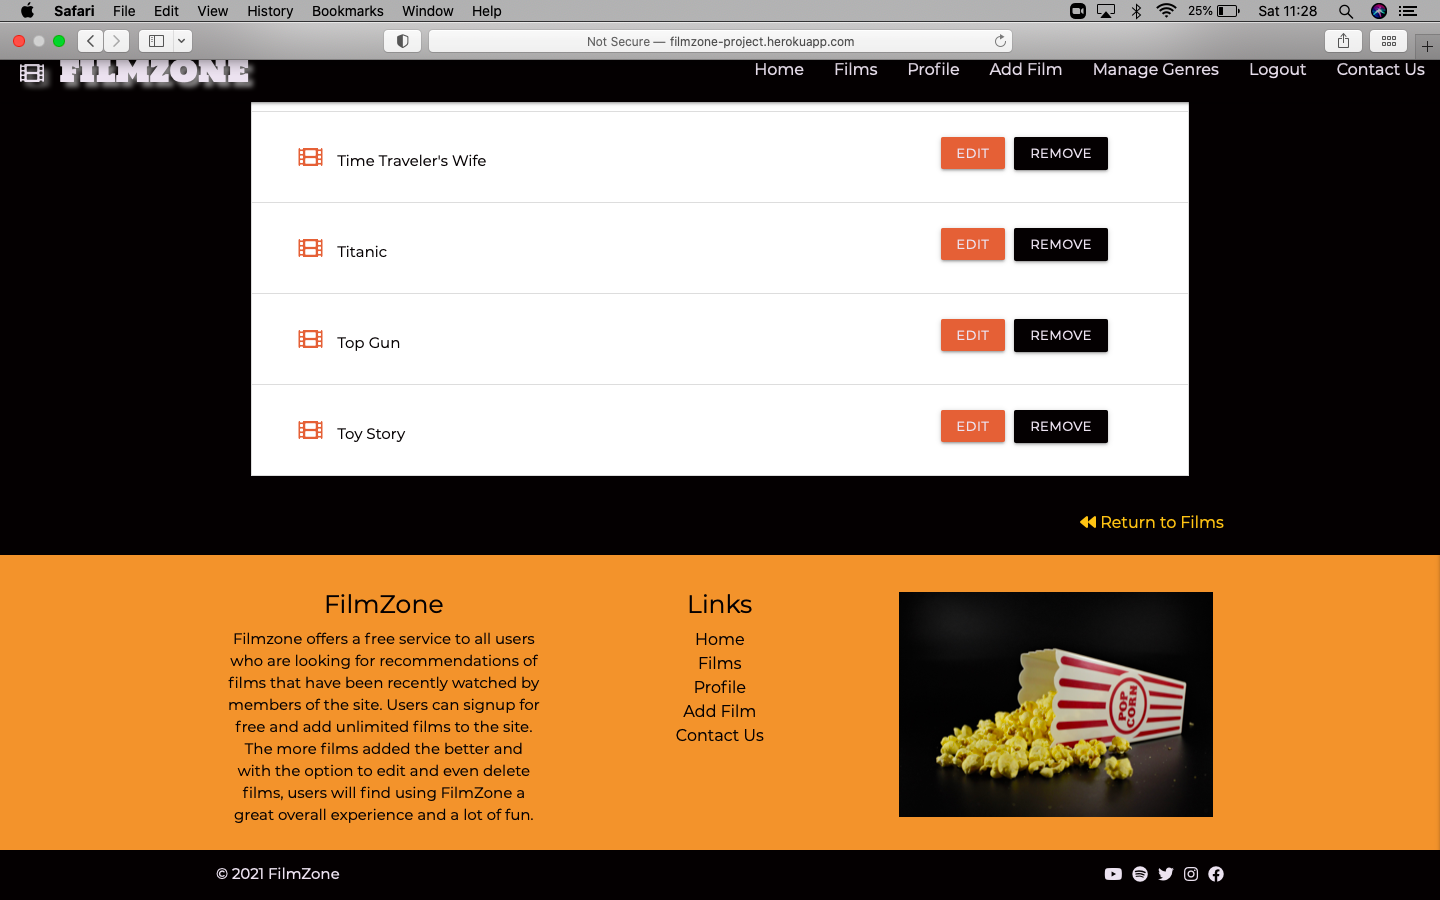 Safari File Edit View History Bookmarks Window Help 25% Sat 11:28
Not Secure — filmzone-project.herokuapp.com
FILMZONE Home Films Profile Add Film Manage Genres Logout Contact Us
Time Traveler's Wife EDIT REMOVE
Titanic EDIT REMOVE
Top Gun EDIT REMOVE
Toy Story EDIT REMOVE
Return to Films
FilmZone
Filmzone offers a free service to all users
who are looking for recommendations of
films that have been recently watched by
members of the site. Users can signup for
free and add unlimited films to the site.
The more films added the better and
with the option to edit and even delete
films, users will find using FilmZone a
great overall experience and a lot of fun.
Links
Home
Films
Profile
Add Film
Contact Us
POP
CORN
© 2021 FilmZone